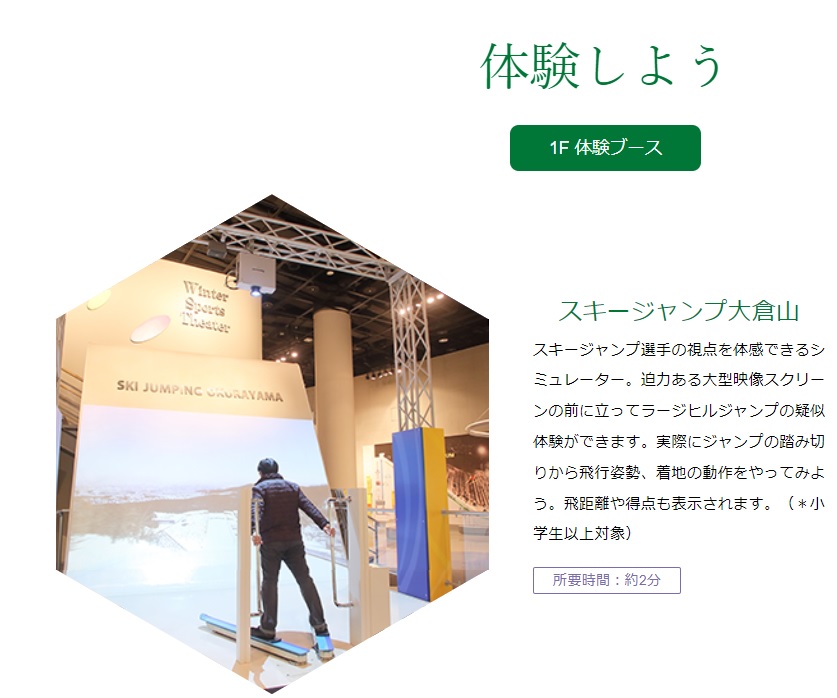 体験しよう
1F 体験ブース
Winter
Sports
Theater
SKI JUMPING OKURAYAMA
スキージャンプ大倉山
スキージャンプ選手の視点を体感できるシ
ミュレーター。迫力ある大型映像スクリー
ンの前に立ってラージヒルジャンプの疑似
体験ができます。実際にジャンプの踏み切
りから飛行姿勢、着地の動作をやってみよ
う。飛距離や得点も表示されます。（＊小
学生以上対象）
所要時間：約2分